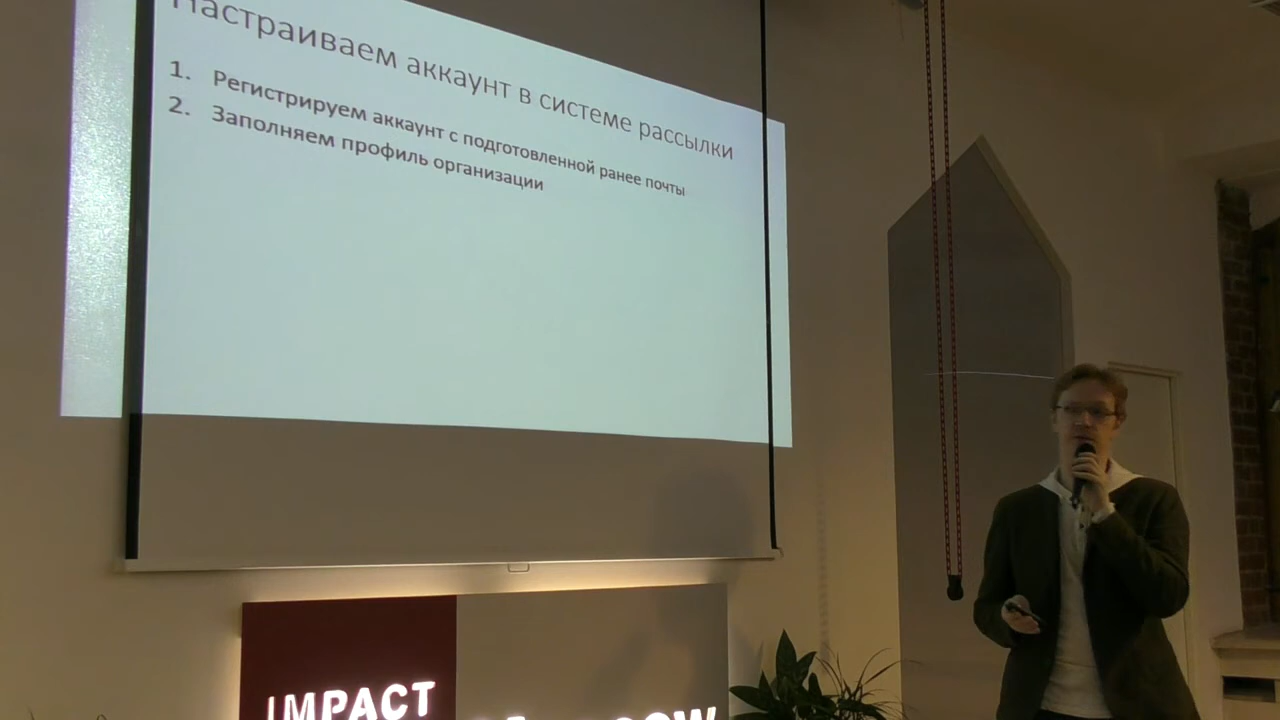 Настраиваем аккаунт в системе рассылки
1. Регистрируем аккаунт с подготовленной ранее почты
2. Заполняем профиль организации
IMPACT